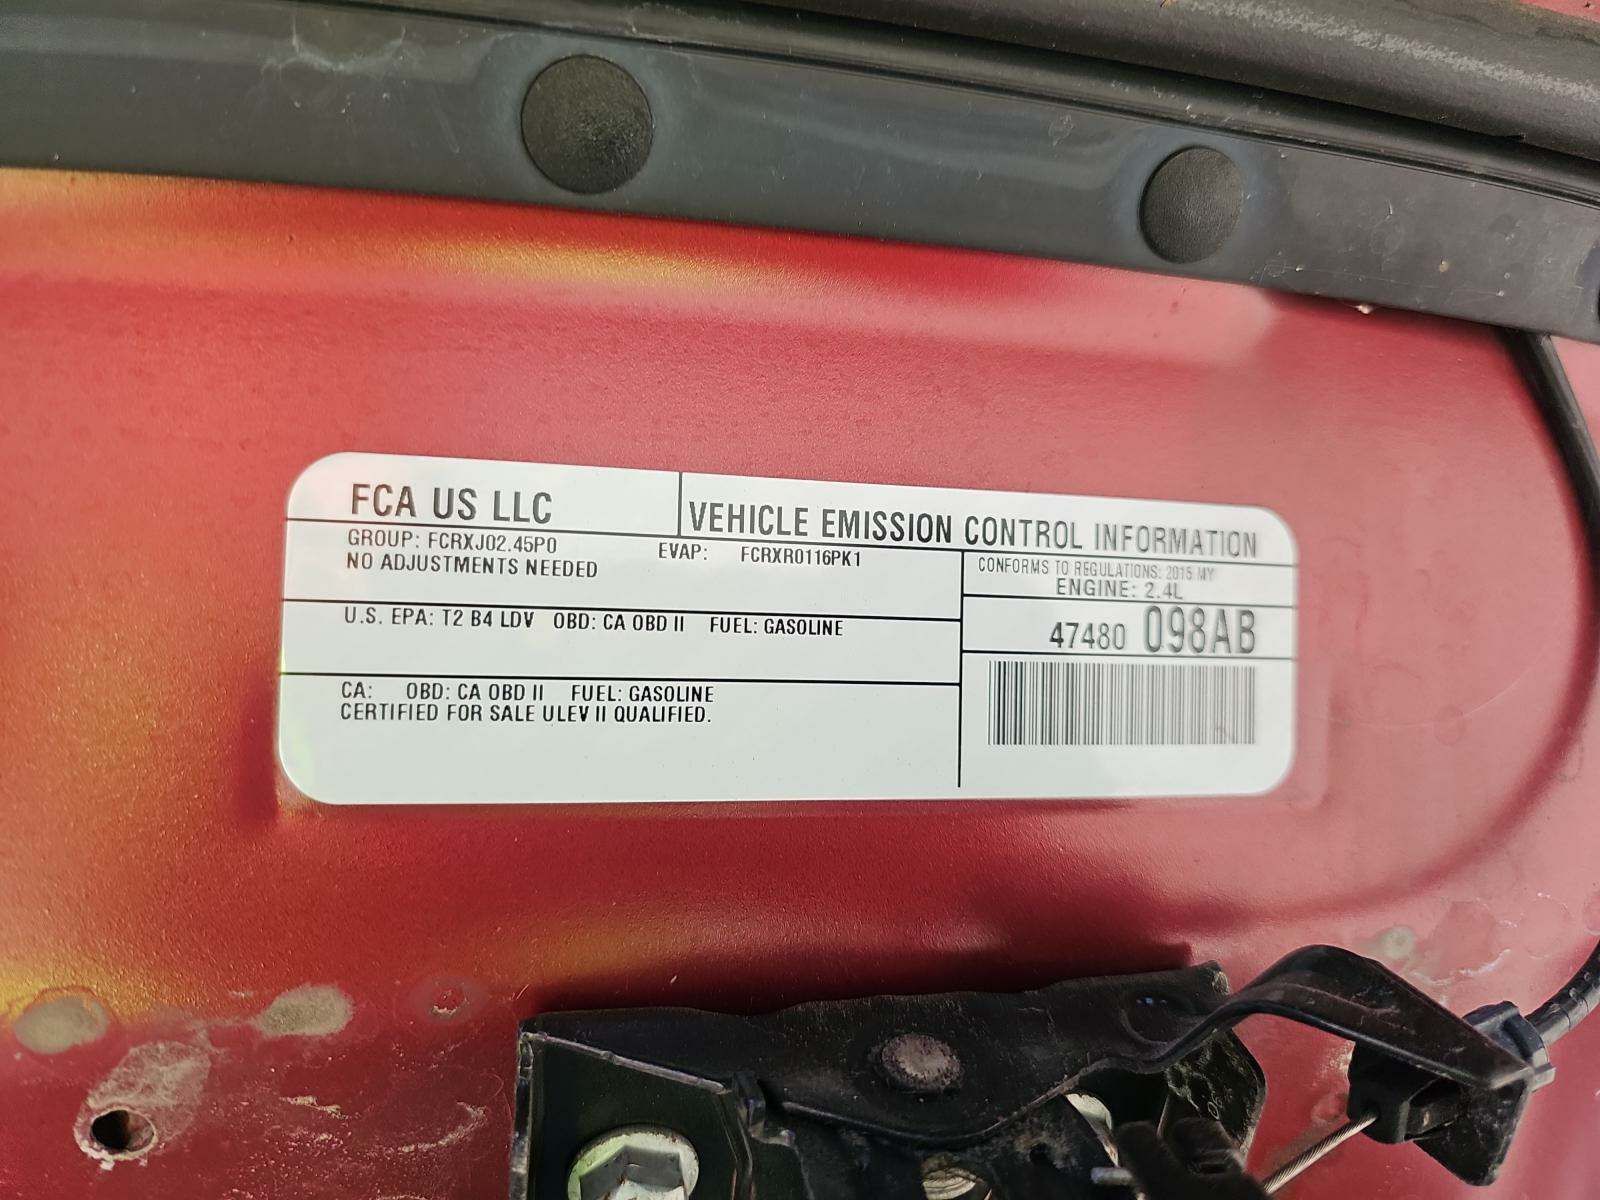 FCA US LLC
VEHICLE EMISSION CONTROL INFORMATION
GROUP: FCRXJ02.45P0
EVAP: FCRXR0116PK1
NO ADJUSTMENTS NEEDED
CONFORMS TO REGULATIONS: 2015 MY
ENGINE: 2.4L
U.S. EPA: T2 B4 LDV OBD: CA OBD II FUEL: GASOLINE
47480 098AB
CA: OBD: CA OBD II FUEL: GASOLINE
CERTIFIED FOR SALE ULEV II QUALIFIED.